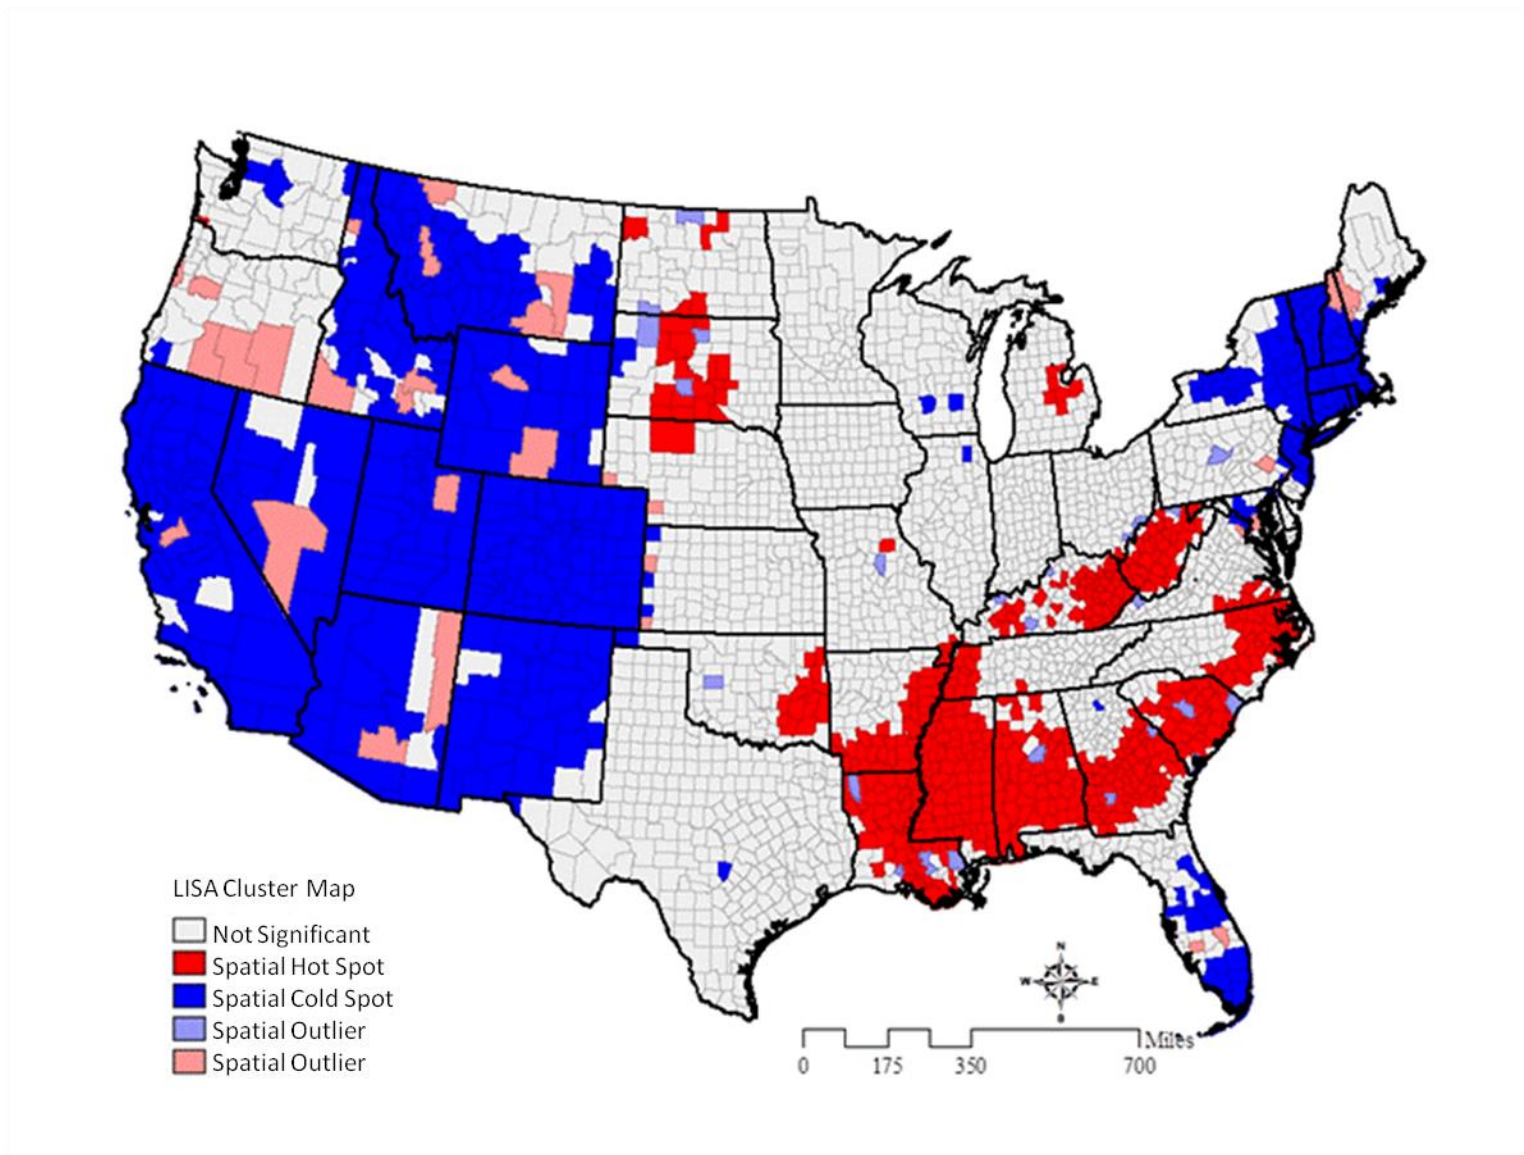 LISA Cluster Map
Not Significant
Spatial Hot Spot
Spatial Cold Spot
Spatial Outlier
Spatial Outlier
N
W E
S
Miles
0 175 350 700